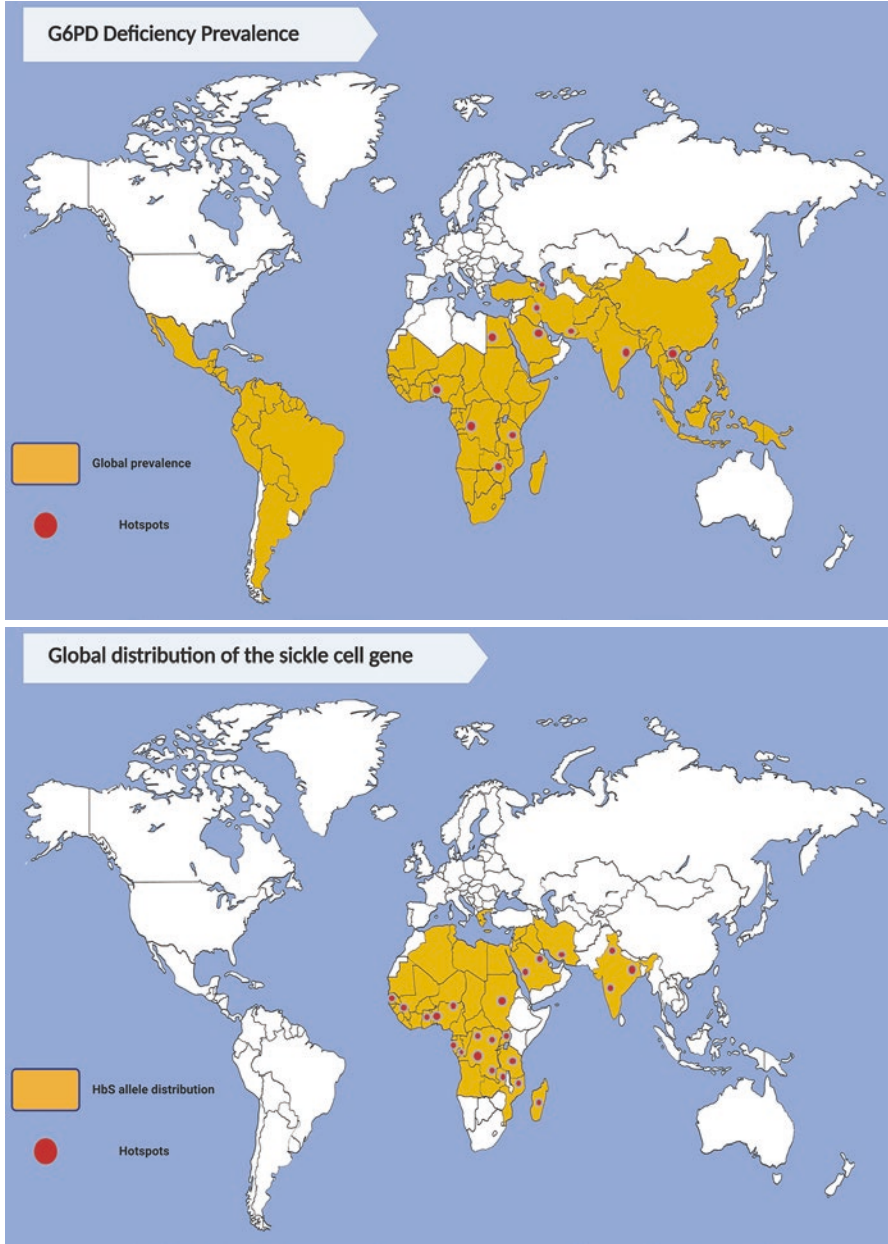 G6PD Deficiency Prevalence
Global prevalence
Hotspots
Global distribution of the sickle cell gene
HbS allele distribution
Hotspots